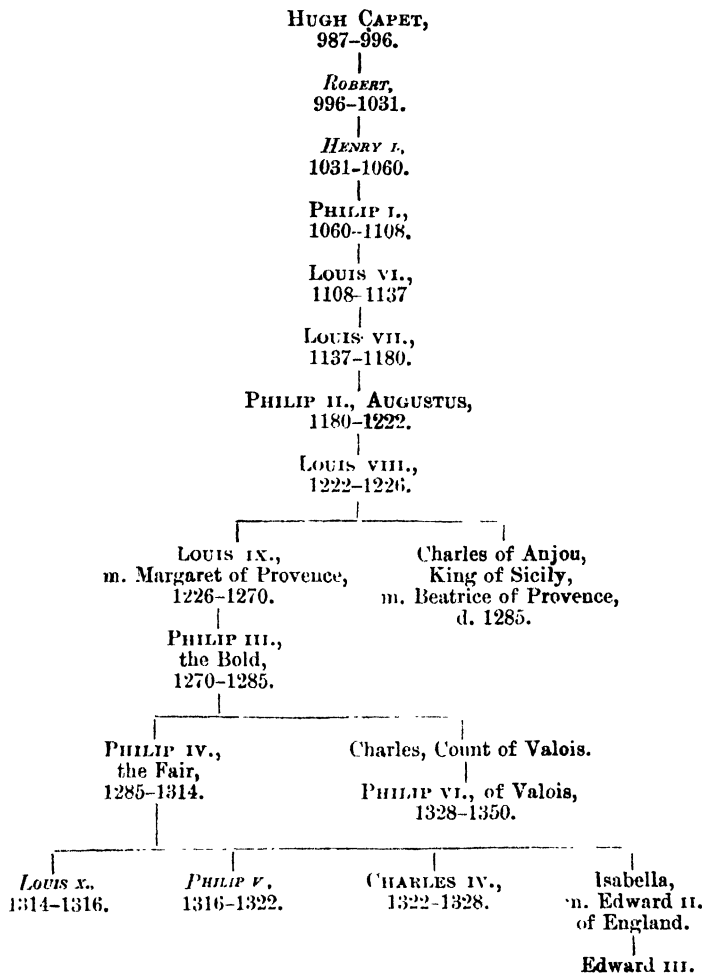 HUGH CAPET,
987–996.
ROBERT,
996–1031.
HENRY I.,
1031–1060.
PHILIP I.,
1060–1108.
LOUIS VI.,
1108–1137
LOUIS VII.,
1137–1180.
PHILIP II., AUGUSTUS,
1180–1222.
LOUIS VIII.,
1222–1226.
LOUIS IX.,
m. Margaret of Provence,
1226–1270.
Charles of Anjou,
King of Sicily,
m. Beatrice of Provence,
d. 1285.
PHILIP III.,
the Bold,
1270–1285.
PHILIP IV.,
the Fair,
1285–1314.
Charles, Count of Valois.
PHILIP VI., of Valois,
1328–1350.
LOUIS X.,
1314–1316.
PHILIP V,
1316–1322.
CHARLES IV.,
1322–1328.
Isabella,
m. Edward II.
of England.
Edward III.